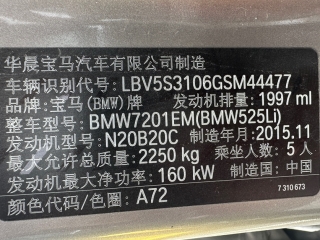 华晨宝马汽车有限公司制造
车辆识别代号: LBV5S3106GSM44477
品牌: 宝马(BMW)牌 发动机排量: 1997 ml
整车型号: BMW7201EM(BMW525Li)
发动机型号: N20B20C 制造年月: 2015.11
最大允许总质量: 2250 kg 乘坐人数: 5人
发动机最大净功率: 160 kW 制造国: 中国
颜色代码/色圈: A72 7 310 673